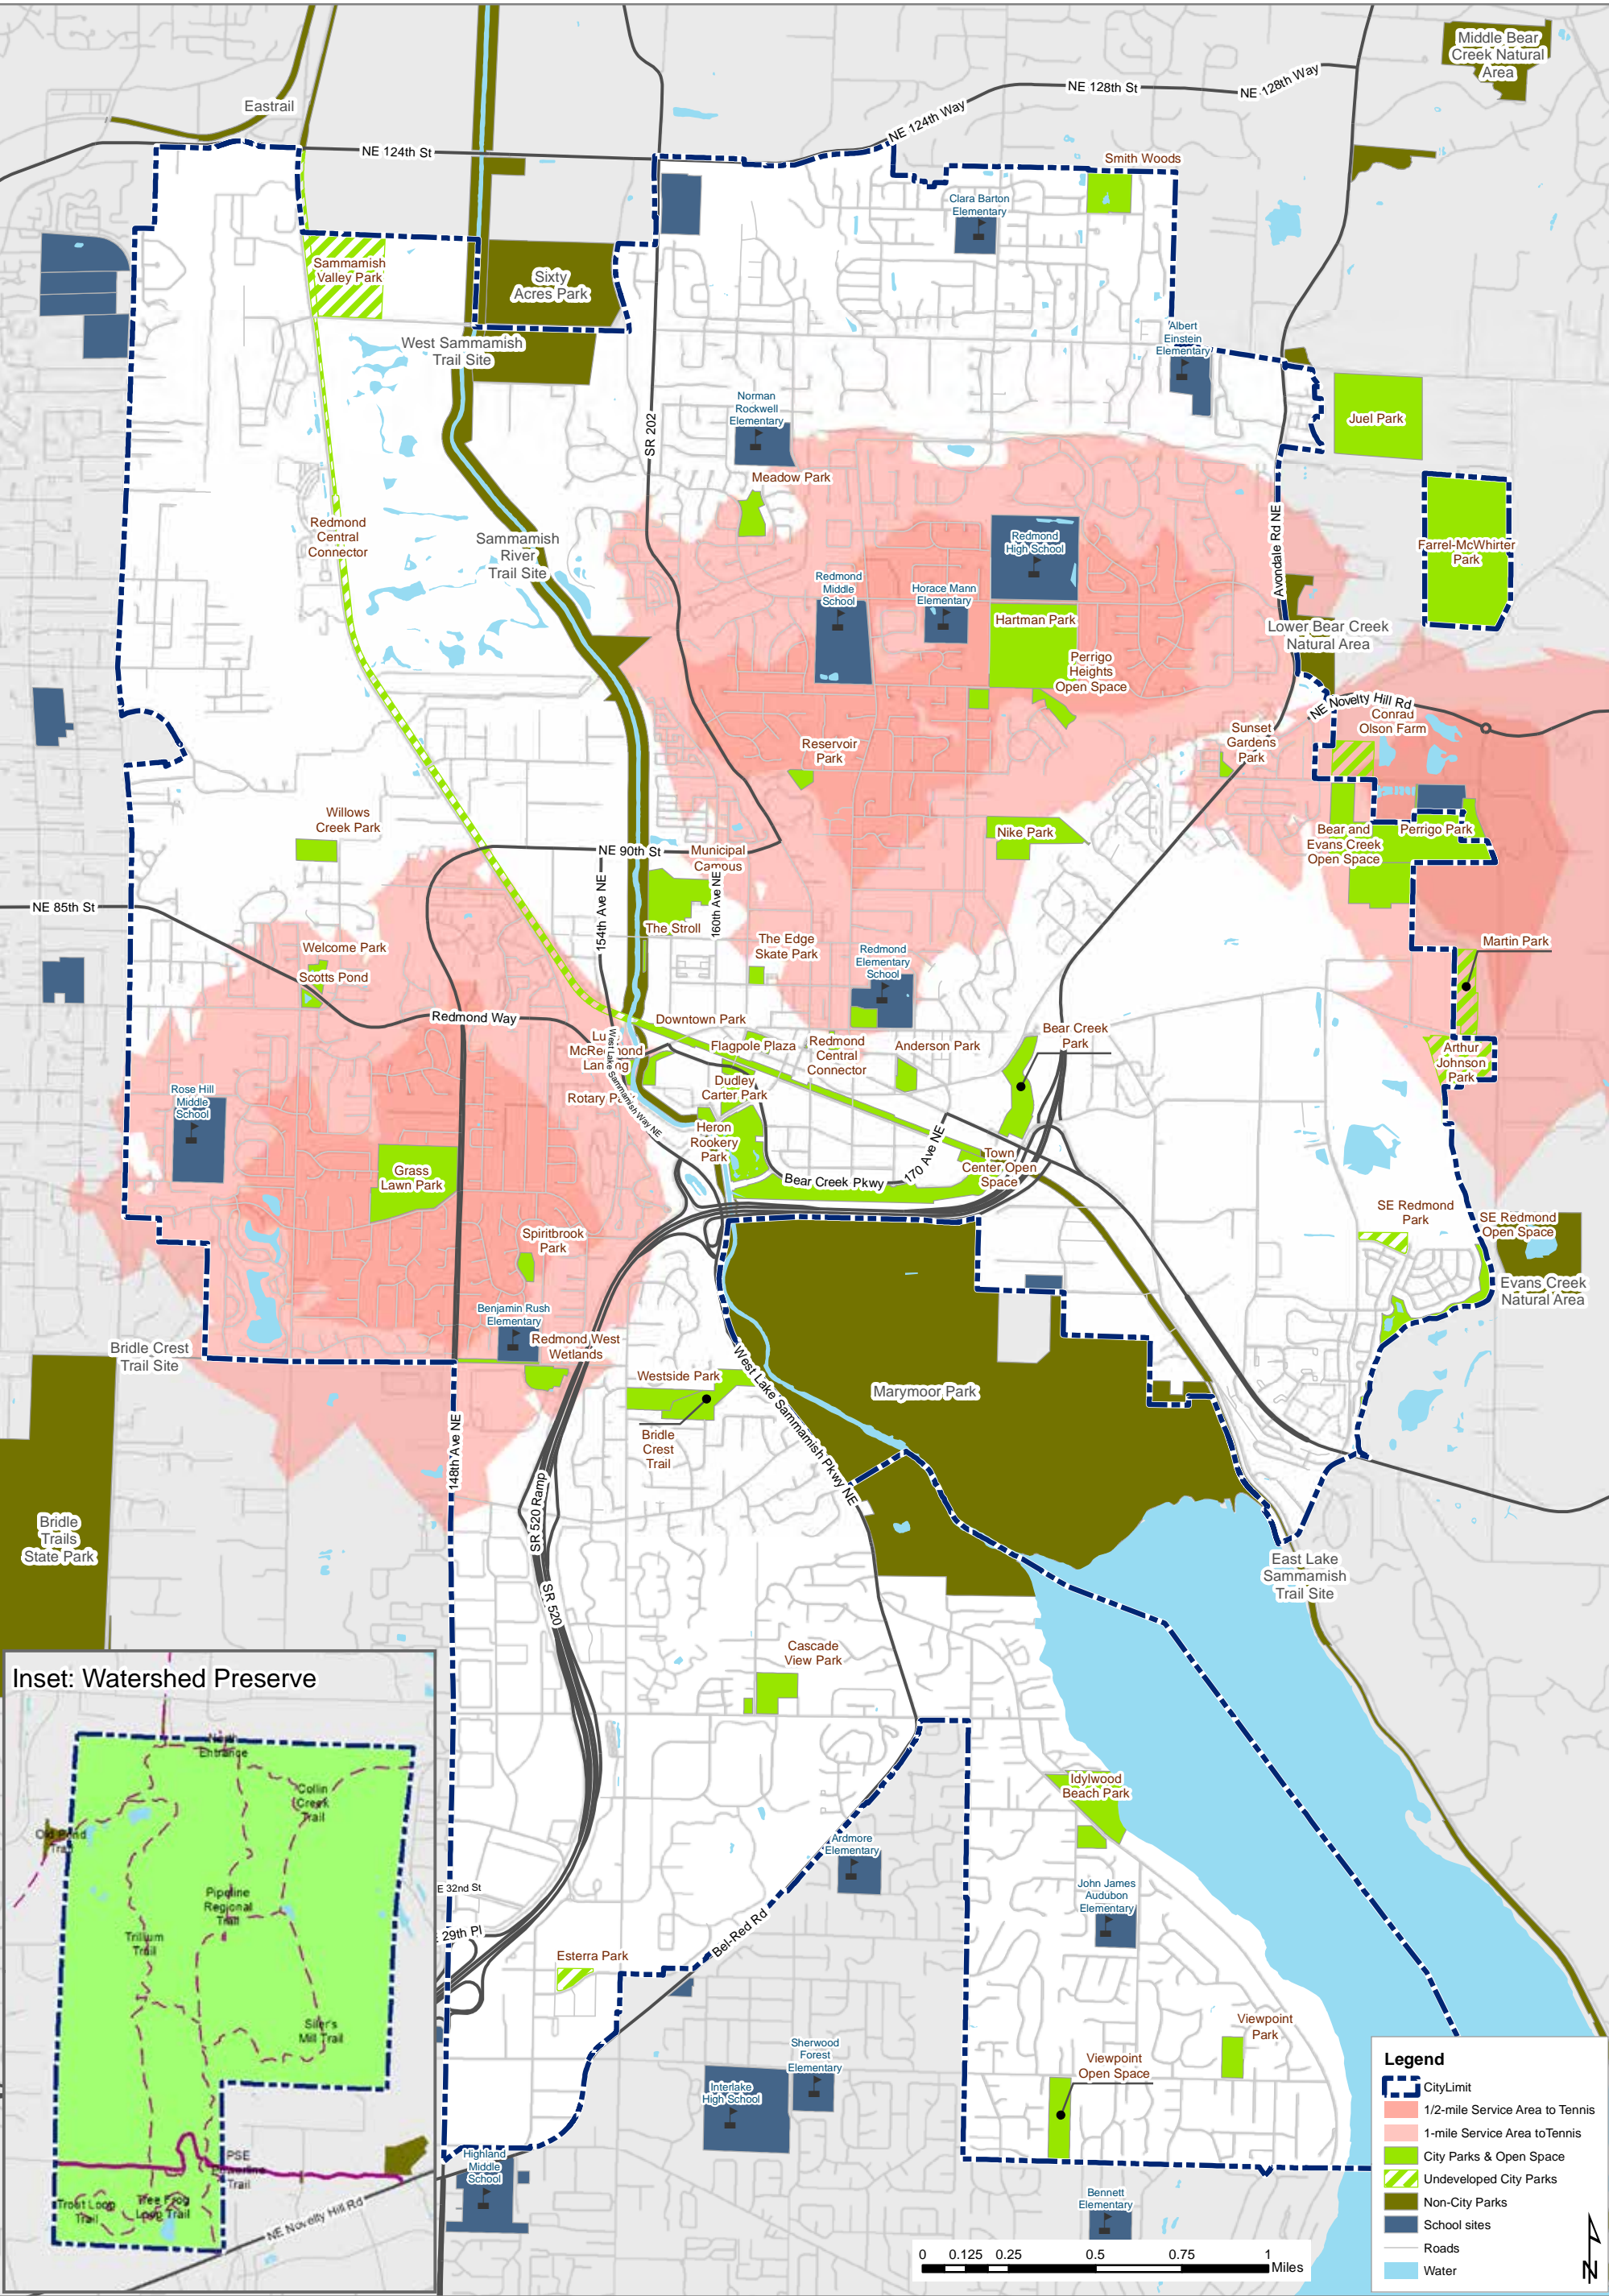 Middle Bear
Creek Natural
Area
Eastrail
NE 128th St
NE 128th Way
NE 124th Way
NE 124th St
Smith Woods
Clara Barton
Elementary
Sammamish
Valley Park
Sixty
Acres Park
West Sammamish
Trail Site
Albert
Einstein
Elementary
Norman
Rockwell
Elementary
SR 202
Juel Park
Meadow Park
Redmond
Central
Connector
Sammamish
River
Trail Site
Redmond
High School
Avondale Rd NE
Farrel-McWhirter
Park
Redmond
Middle
School
Horace Mann
Elementary
Hartman Park
Lower Bear Creek
Natural Area
Perrigo
Heights
Open Space
NE Novelty Hill Rd
Conrad
Olson Farm
Sunset
Gardens
Park
Reservoir
Park
Willows
Creek Park
Nike Park
Bear and
Evans Creek
Open Space
Perrigo Park
NE 90th St
Municipal
Campus
154th Ave NE
160th Ave NE
NE 85th St
The Stroll
Welcome Park
Scotts Pond
The Edge
Skate Park
Redmond
Elementary
School
Martin Park
Redmond Way
Downtown Park
Flagpole Plaza
Redmond
Central
Connector
Anderson Park
Bear Creek
Park
McRedmond
Landing
West Lake Sammamish Way NE
Arthur
Johnson
Park
Dudley
Carter Park
Rotary
Rose Hill
Middle
School
Heron
Rookery
Park
170 Ave NE
Town
Center Open
Space
Bear Creek Pkwy
Grass
Lawn Park
Spiritbrook
Park
SE Redmond
Park
SE Redmond
Open Space
Evans Creek
Natural Area
Benjamin Rush
Elementary
Redmond West
Wetlands
Bridle Crest
Trail Site
Westside Park
Bridle
Crest
Trail
West Lake Sammamish Pkwy NE
Marymoor Park
148th Ave NE
SR 520 Ramp
SR 520
Bridle
Trails
State Park
East Lake
Sammamish
Trail Site
Cascade
View Park
Idylwood
Beach Park
Ardmore
Elementary
John James
Audubon
Elementary
E 32nd St
29th Pl
Bel-Red Rd
Esterra Park
Viewpoint
Park
Viewpoint
Open Space
Sherwood
Forest
Elementary
Interlake
High School
Highland
Middle
School
Bennett
Elementary
Inset: Watershed Preserve
North
Entrance
Collin
Creek
Trail
Old Pond
Trail
Pipeline
Regional
Trail
Trillium
Trail
Siler's
Mill Trail
PSE
Powerline
Trail
Trout Loop
Trail
Tree Frog
Loop Trail
NE Novelty Hill Rd
Legend
CityLimit
1/2-mile Service Area to Tennis
1-mile Service Area toTennis
City Parks & Open Space
Undeveloped City Parks
Non-City Parks
School sites
Roads
Water
N
0 0.125 0.25 0.5 0.75 1
Miles